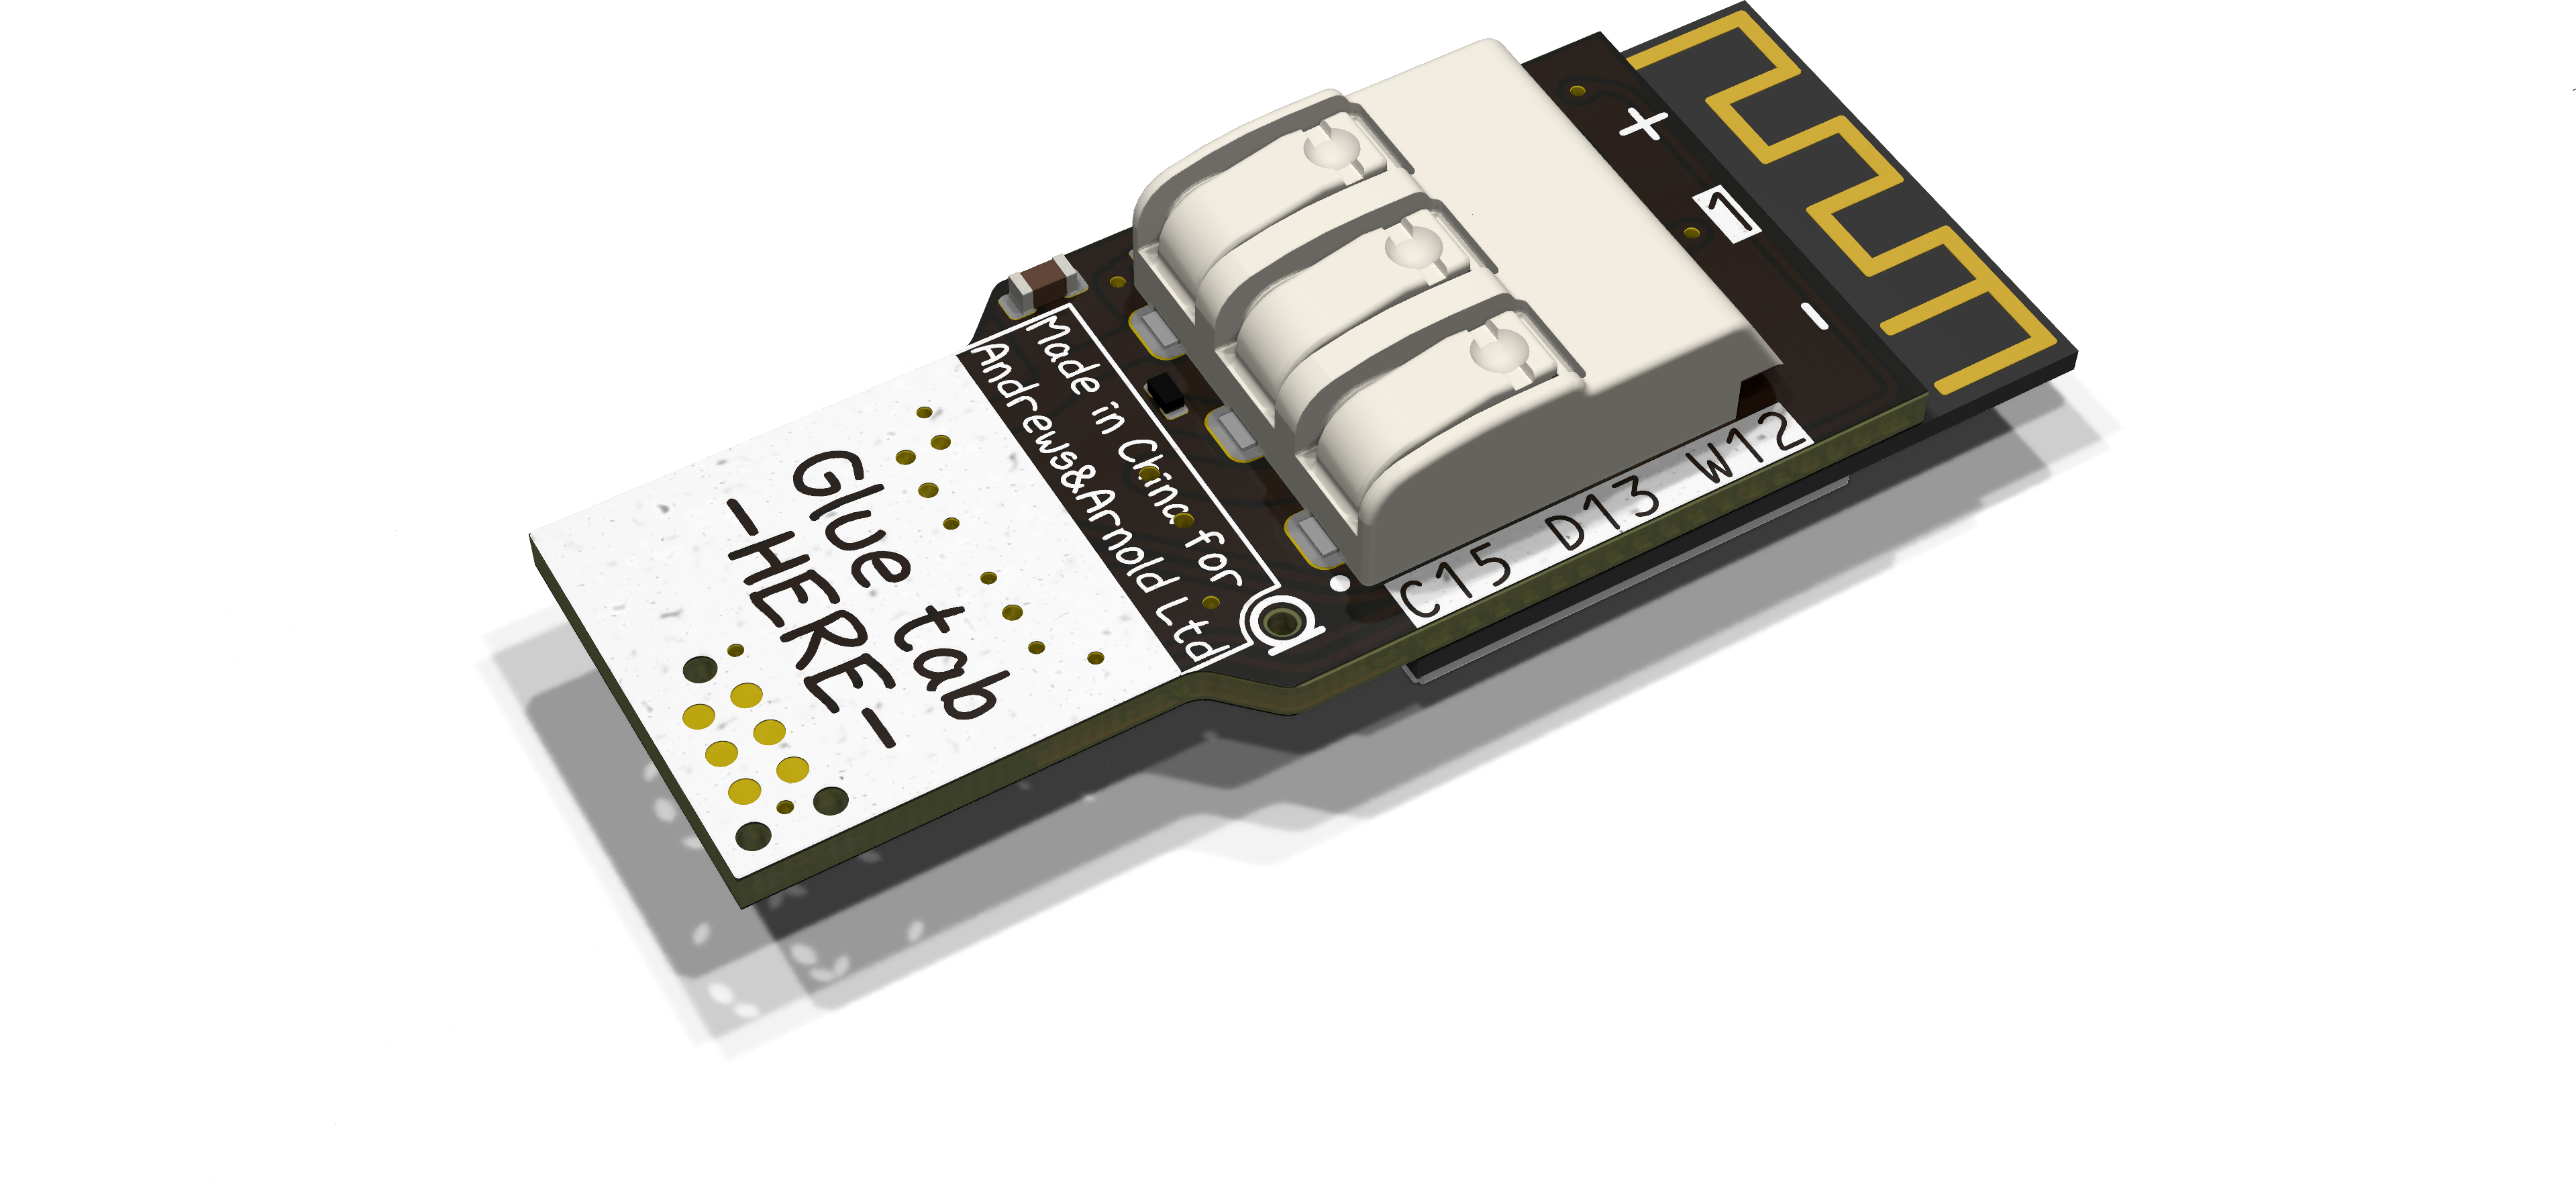 Glue tab
-HERE-
Made in China for
Andrews&Arnold Ltd
C15 D13 W12
+
1
-